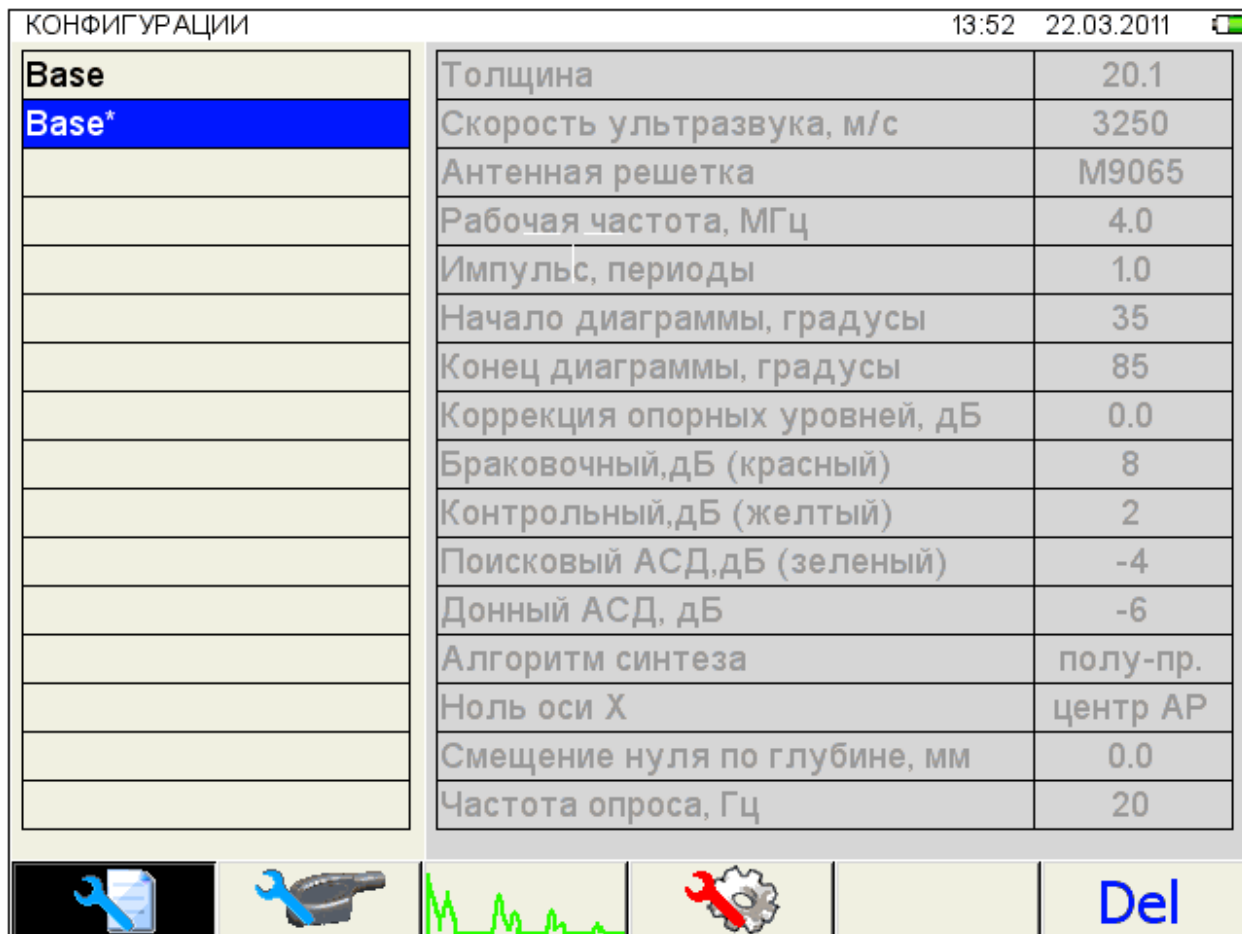 КОНФИГУРАЦИИ 13:52 22.03.2011
Base
Base*
Толщина 20.1
Скорость ультразвука, м/с 3250
Антенная решетка M9065
Рабочая частота, МГц 4.0
Импульс, периоды 1.0
Начало диаграммы, градусы 35
Конец диаграммы, градусы 85
Коррекция опорных уровней, дБ 0.0
Браковочный,дБ (красный) 8
Контрольный,дБ (желтый) 2
Поисковый АСД,дБ (зеленый) -4
Донный АСД, дБ -6
Алгоритм синтеза полу-пр.
Ноль оси X центр АР
Смещение нуля по глубине, мм 0.0
Частота опроса, Гц 20
Del